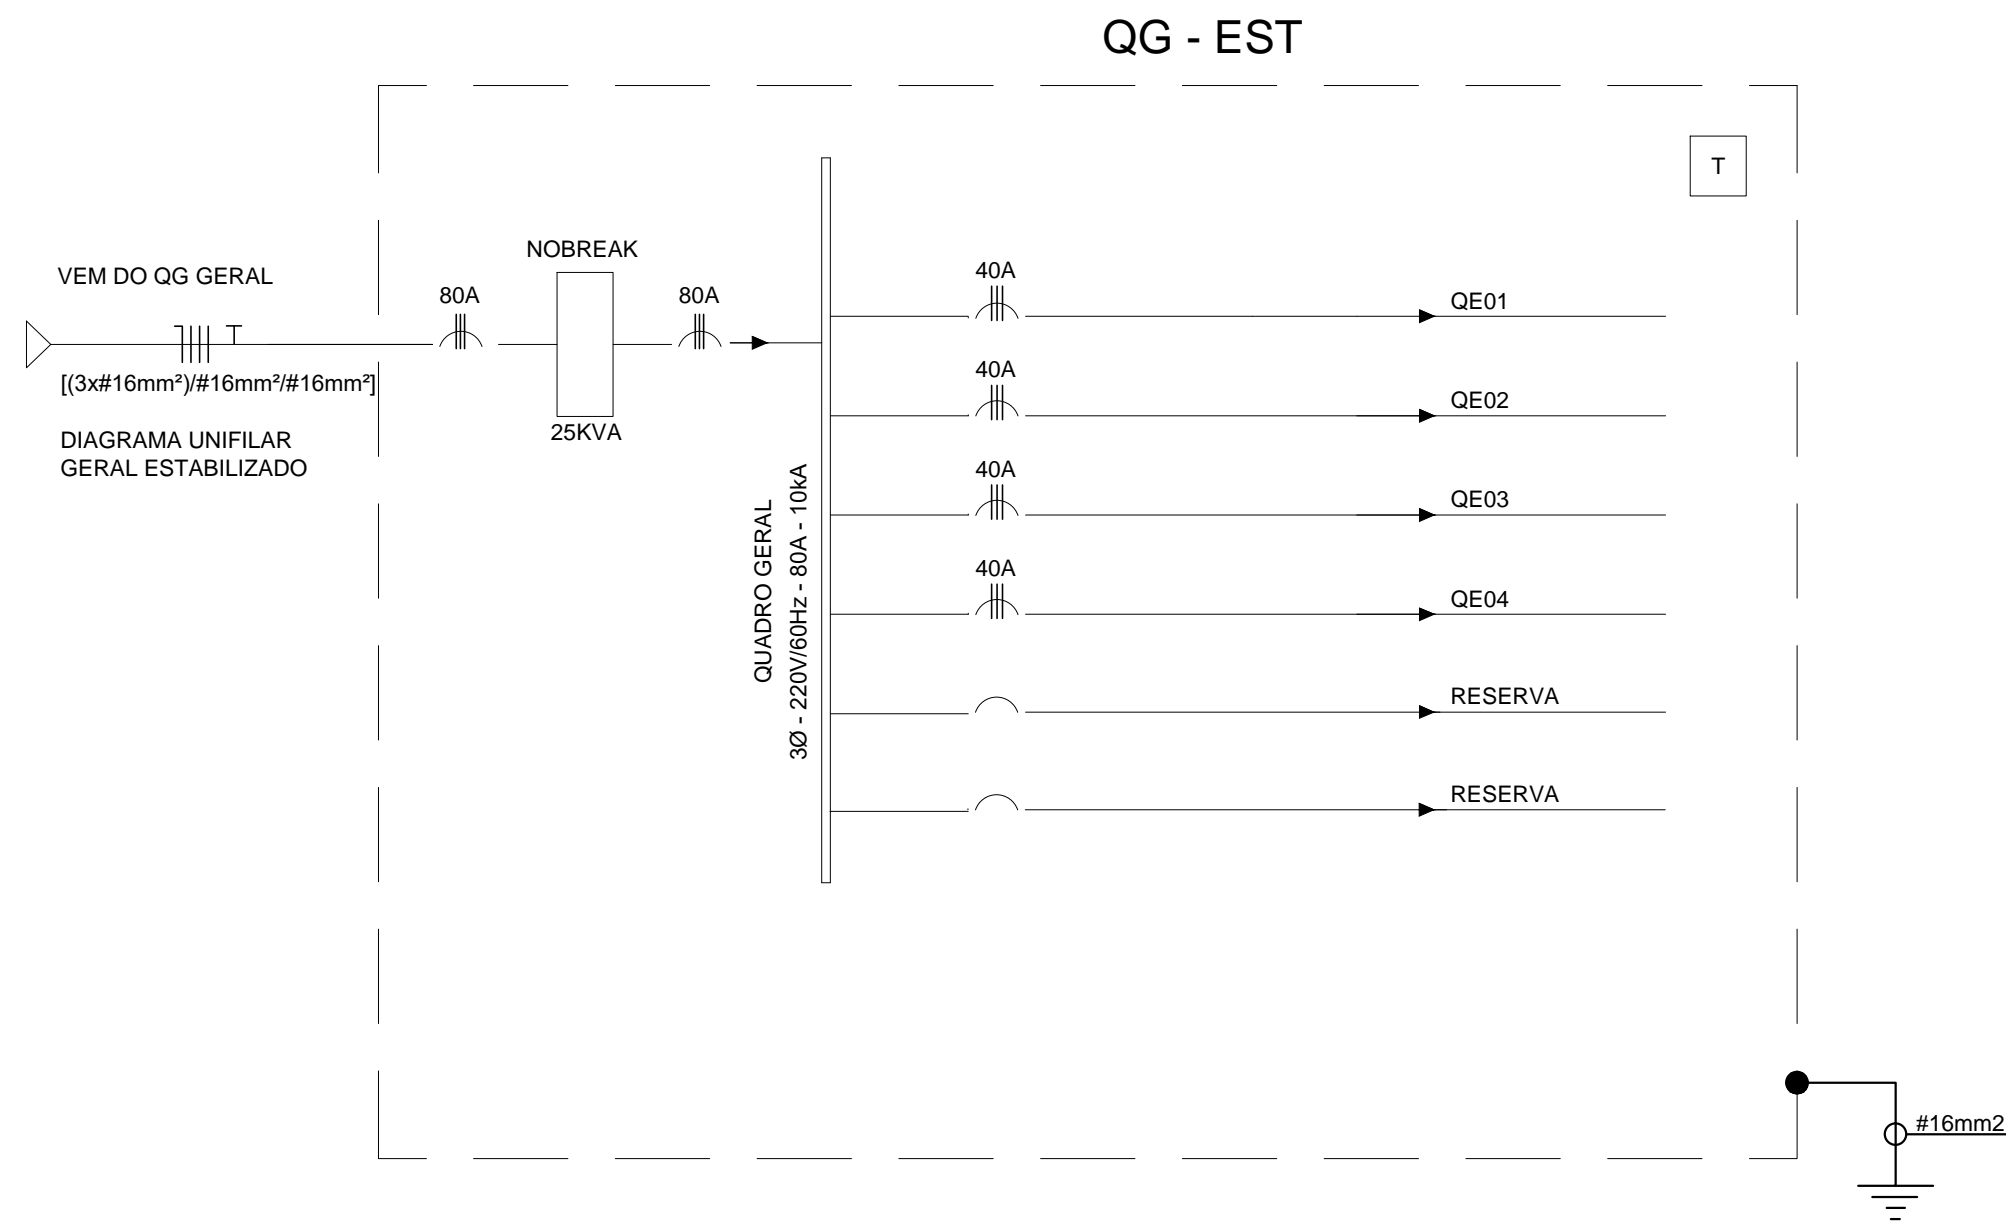 QG - EST
T
VEM DO QG GERAL
[(3x#16mm²)/#16mm²/#16mm²]
DIAGRAMA UNIFILAR
GERAL ESTABILIZADO
80A
NOBREAK
25KVA
80A
QUADRO GERAL
3Ø - 220V/60Hz - 80A - 10kA
40A
QE01
40A
QE02
40A
QE03
40A
QE04
RESERVA
RESERVA
#16mm2